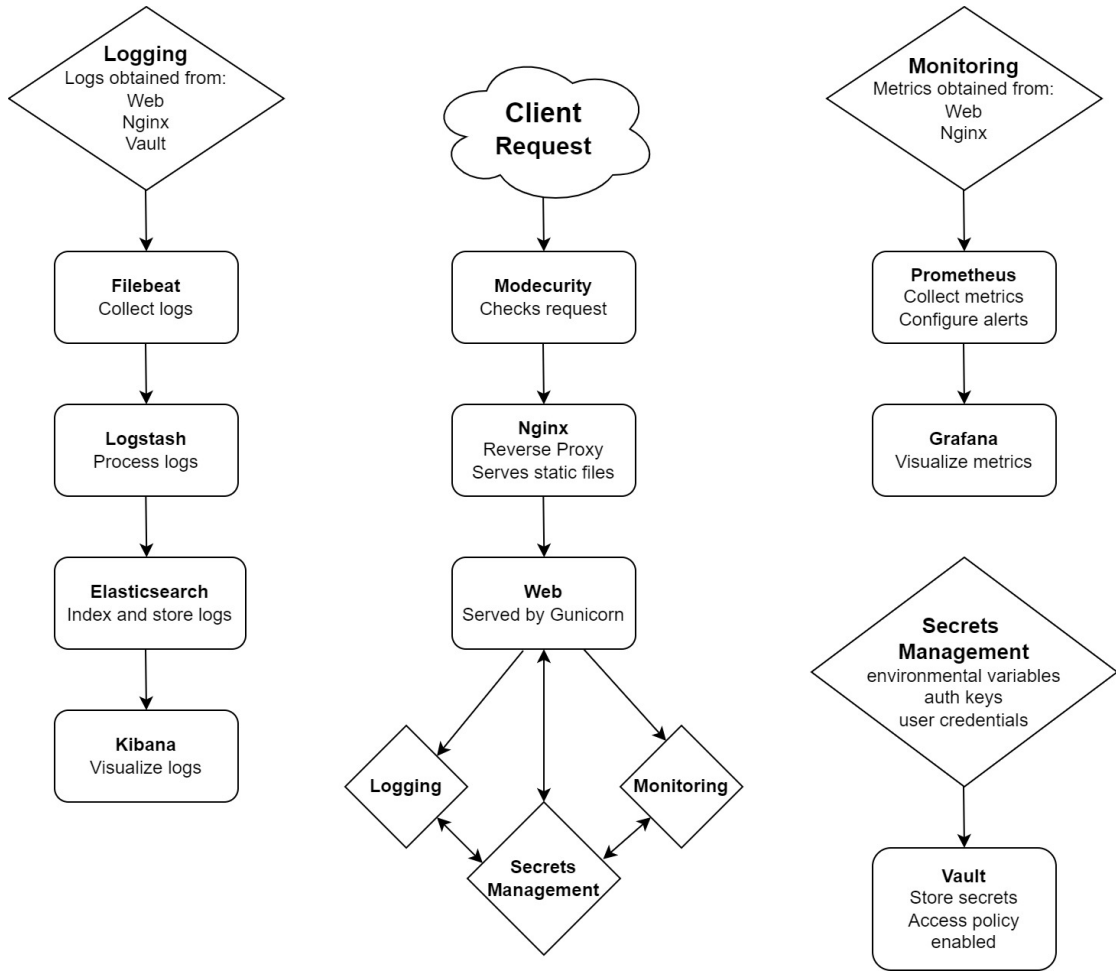 Logging
Logs obtained from:
Web
Nginx
Vault
Filebeat
Collect logs
Logstash
Process logs
Elasticsearch
Index and store logs
Kibana
Visualize logs
Client
Request
Modecurity
Checks request
Nginx
Reverse Proxy
Serves static files
Web
Served by Gunicorn
Logging
Monitoring
Secrets
Management
Monitoring
Metrics obtained from:
Web
Nginx
Prometheus
Collect metrics
Configure alerts
Grafana
Visualize metrics
Secrets
Management
environmental variables
auth keys
user credentials
Vault
Store secrets
Access policy
enabled